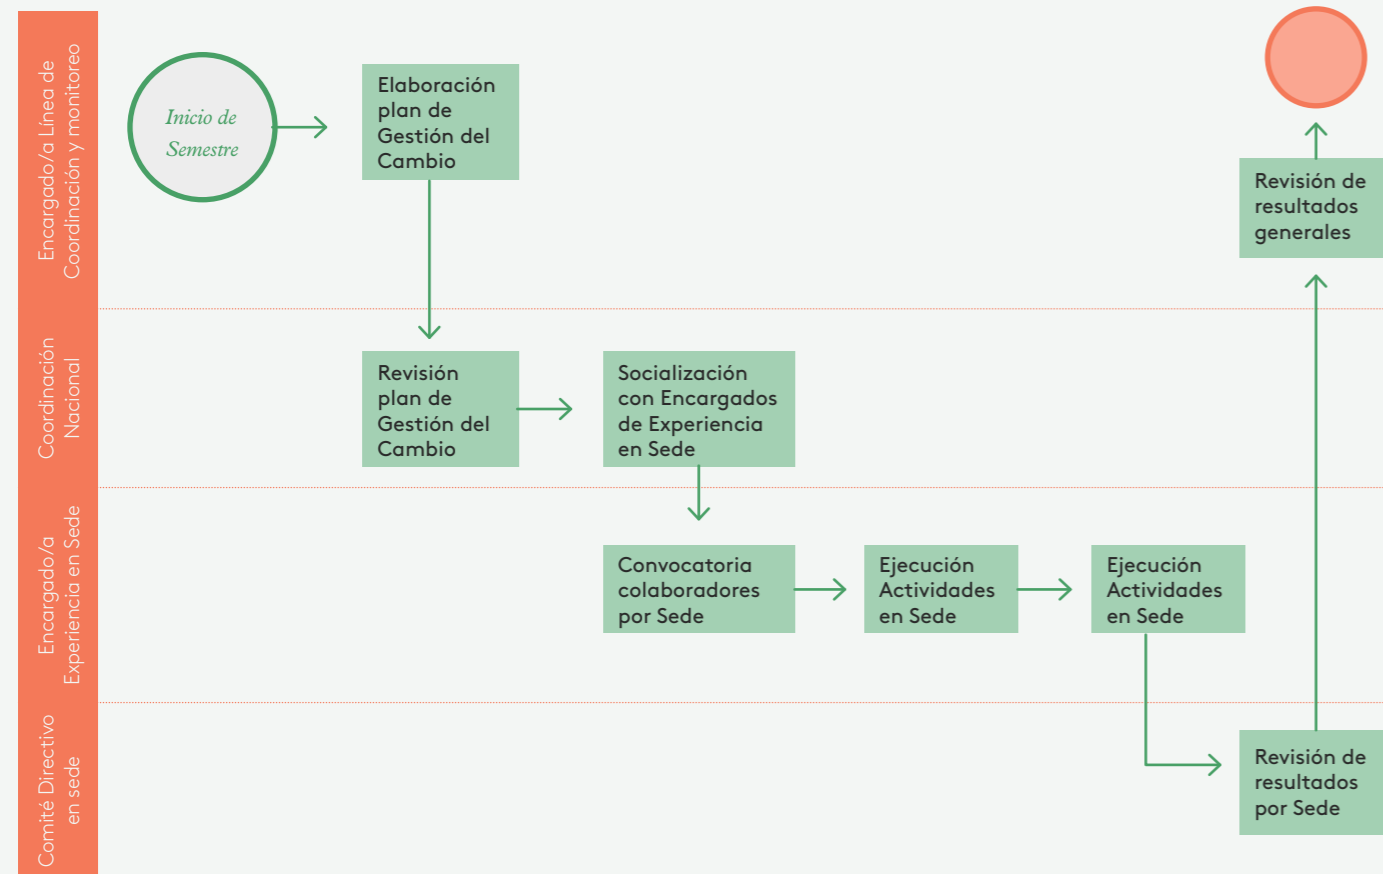 Encargado/a Línea de
Coordinación y monitoreo
Inicio de
Semestre
Elaboración
plan de
Gestión del
Cambio
Revisión de
resultados
generales
Coordinación
Nacional
Revisión
plan de
Gestión del
Cambio
Socialización
con Encargados
de Experiencia
en Sede
Encargado/a
Experiencia en Sede
Convocatoria
colaboradores
por Sede
Ejecución
Actividades
en Sede
Ejecución
Actividades
en Sede
Comité Directivo
en sede
Revisión de
resultados
por Sede